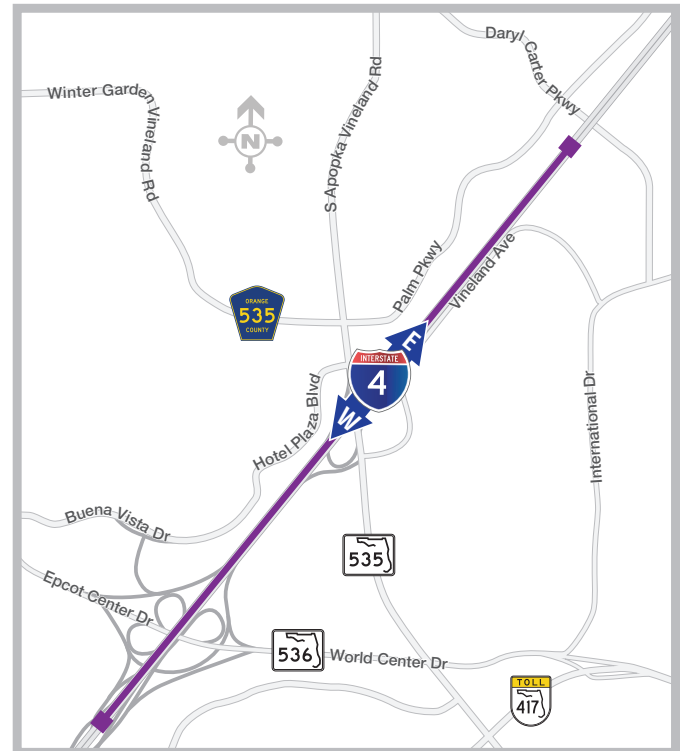 Daryl Carter Pkwy
Winter Garden Vineland Rd
S Apopka Vineland Rd
N
Palm Pkwy
Vineland Ave
ORANGE
535
COUNTY
E
INTERSTATE
4
W
Hotel Plaza Blvd
International Dr
Buena Vista Dr
535
Epcot Center Dr
536
World Center Dr
TOLL
417